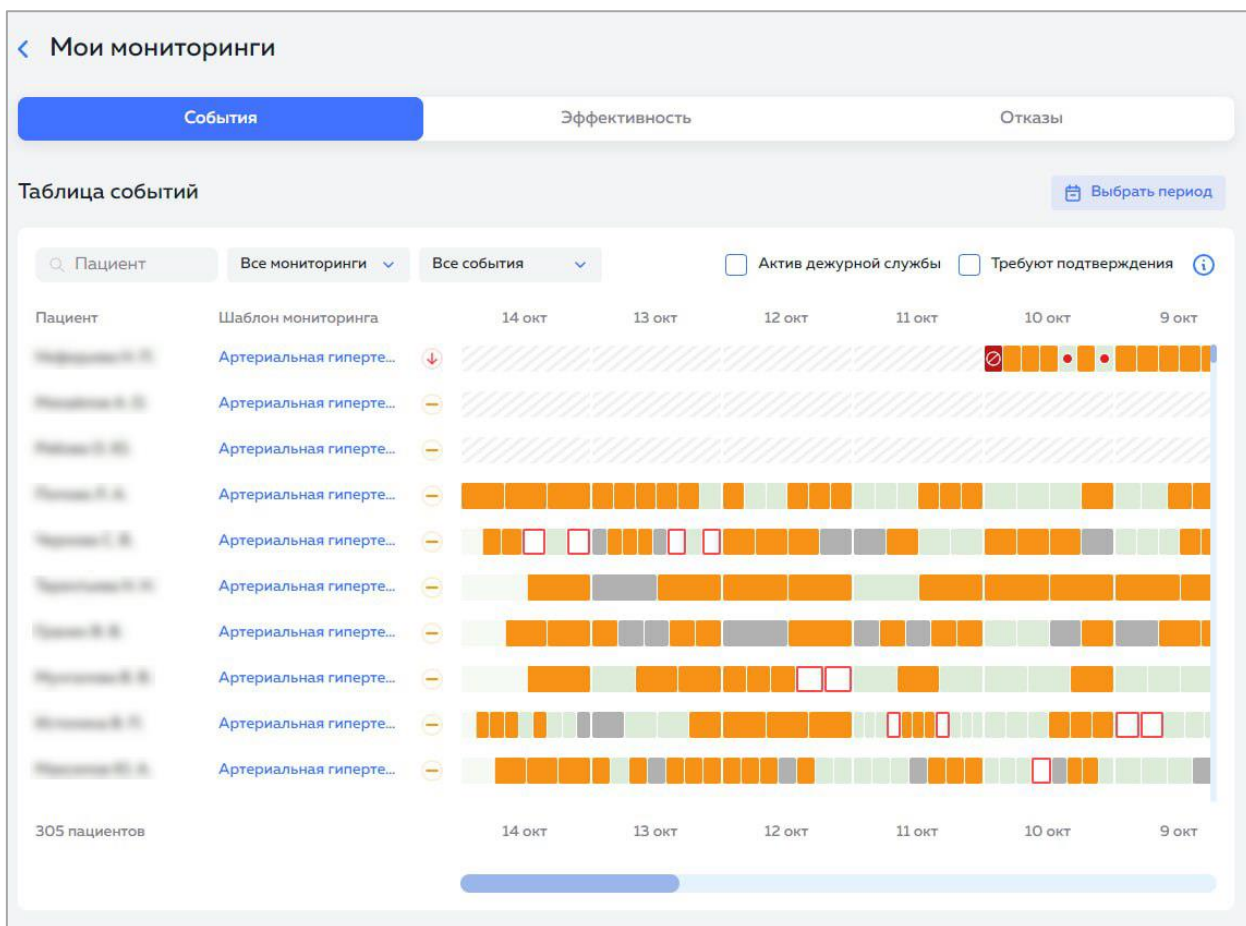 Мои мониторинги
События Эффективность Отказы
Таблица событий Выбрать период
Пациент Все мониторинги Все события Актив дежурной службы Требуют подтверждения
Пациент Шаблон мониторинга 14 окт 13 окт 12 окт 11 окт 10 окт 9 окт
Артериальная гиперте...
Артериальная гиперте...
Артериальная гиперте...
Артериальная гиперте...
Артериальная гиперте...
Артериальная гиперте...
Артериальная гиперте...
Артериальная гиперте...
Артериальная гиперте...
Артериальная гиперте...
305 пациентов 14 окт 13 окт 12 окт 11 окт 10 окт 9 окт